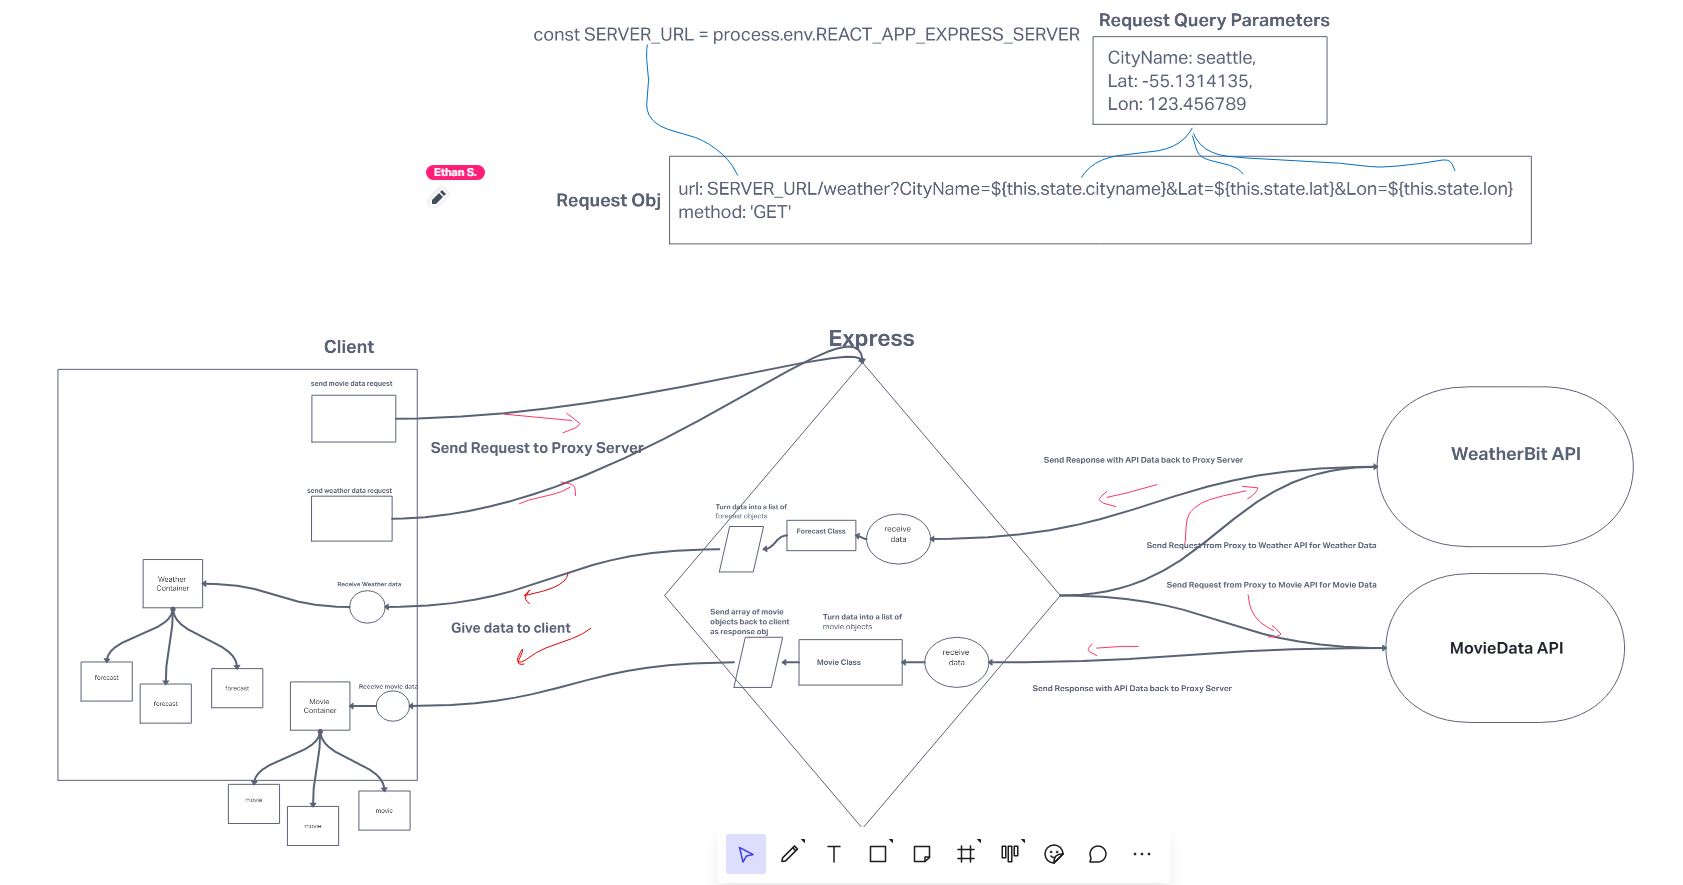 const SERVER_URL = process.env.REACT_APP_EXPRESS_SERVER
Request Query Parameters
CityName: seattle,
Lat: -55.1314135,
Lon: 123.456789
Ethan S.
Request Obj
url: SERVER_URL/weather?CityName=${this.state.cityname}&Lat=${this.state.lat}&Lon=${this.state.lon}
method: 'GET'
Client
Express
send movie data request
Send Request to Proxy Server
send weather data request
Send Response with API Data back to Proxy Server
WeatherBit API
Turn data into a list of
forecast objects
Forecast Class
receive
data
Send Request from Proxy to Weather API for Weather Data
Weather
Container
Receive Weather data
Send Request from Proxy to Movie API for Movie Data
Give data to client
Send array of movie
objects back to client
as response obj
Turn data into a list of
movie objects
Movie Class
receive
data
MovieData API
forecast
forecast
forecast
Receive movie data
Movie
Container
Send Response with API Data back to Proxy Server
movie
movie
movie
T